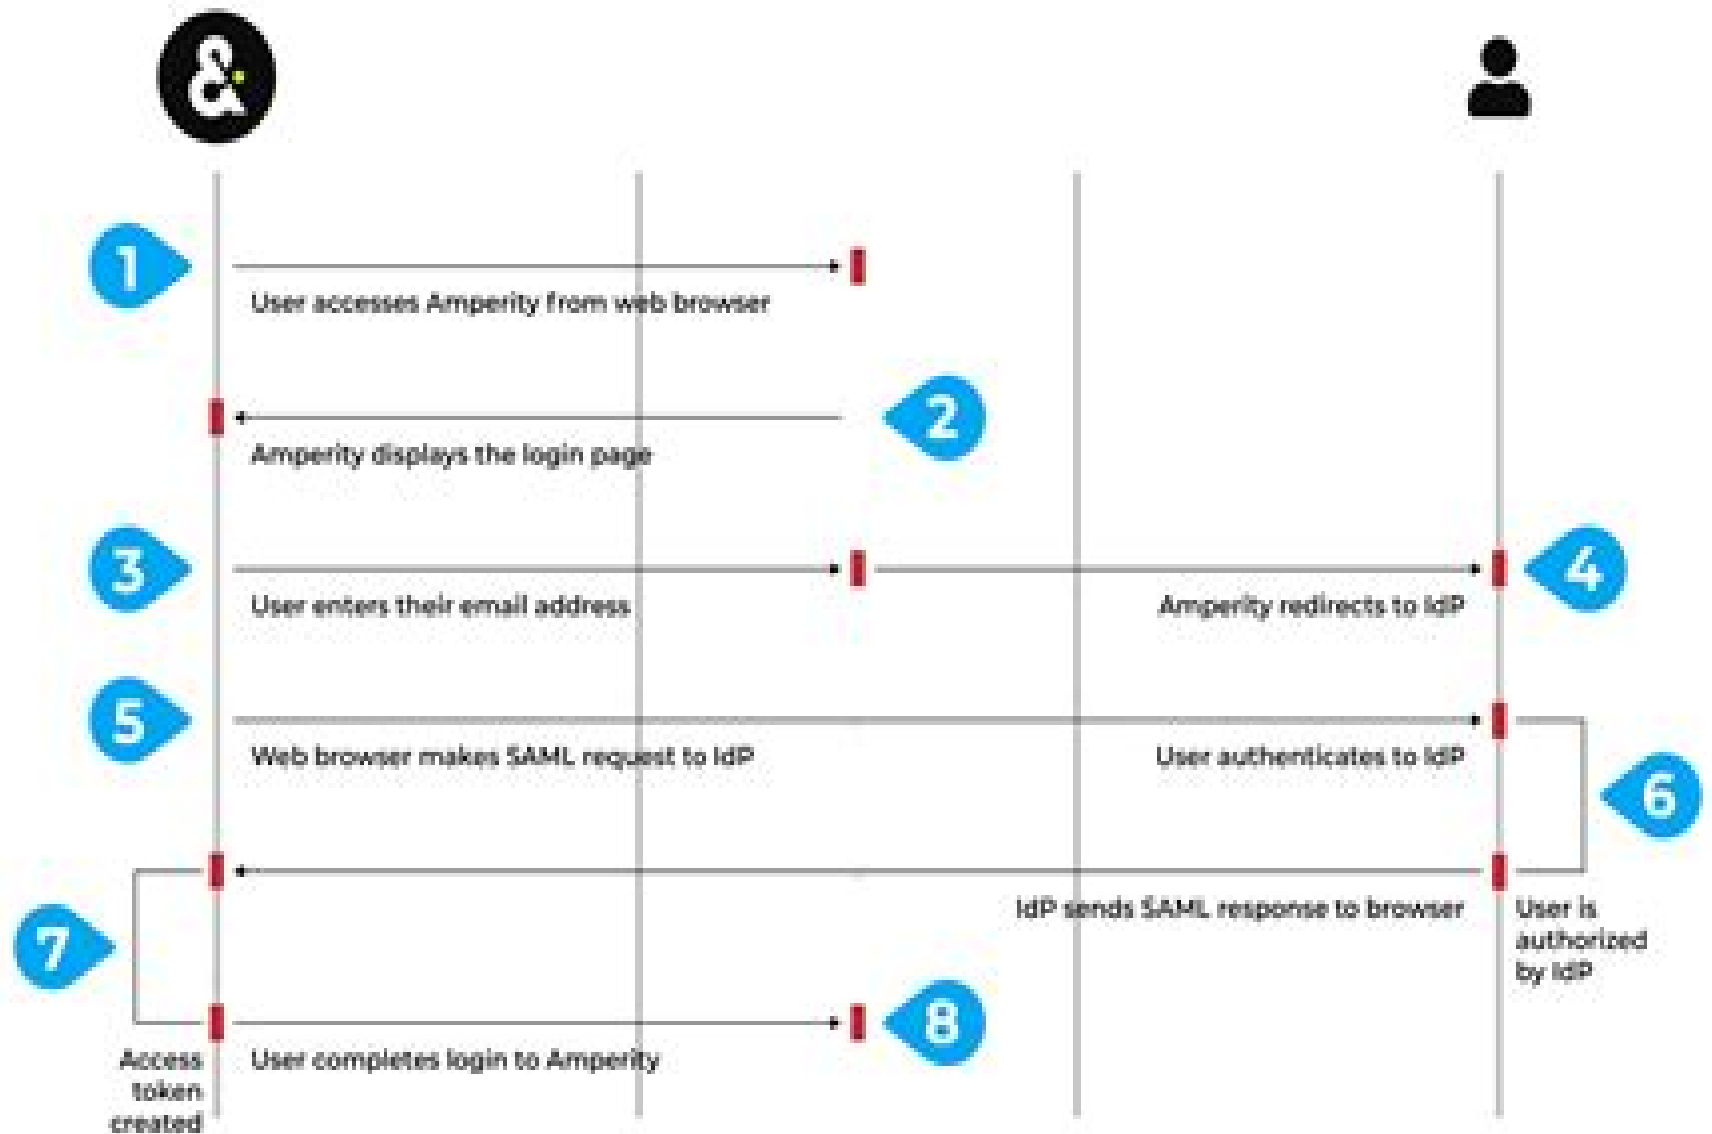 &
1
User accesses Amperity from web browser
2
Amperity displays the login page
3
4
User enters their email address
Amperity redirects to IdP
5
Web browser makes SAML request to IdP
User authenticates to IdP
6
IdP sends SAML response to browser
User is
authorized
by IdP
7
8
Access
token
created
User completes login to Amperity